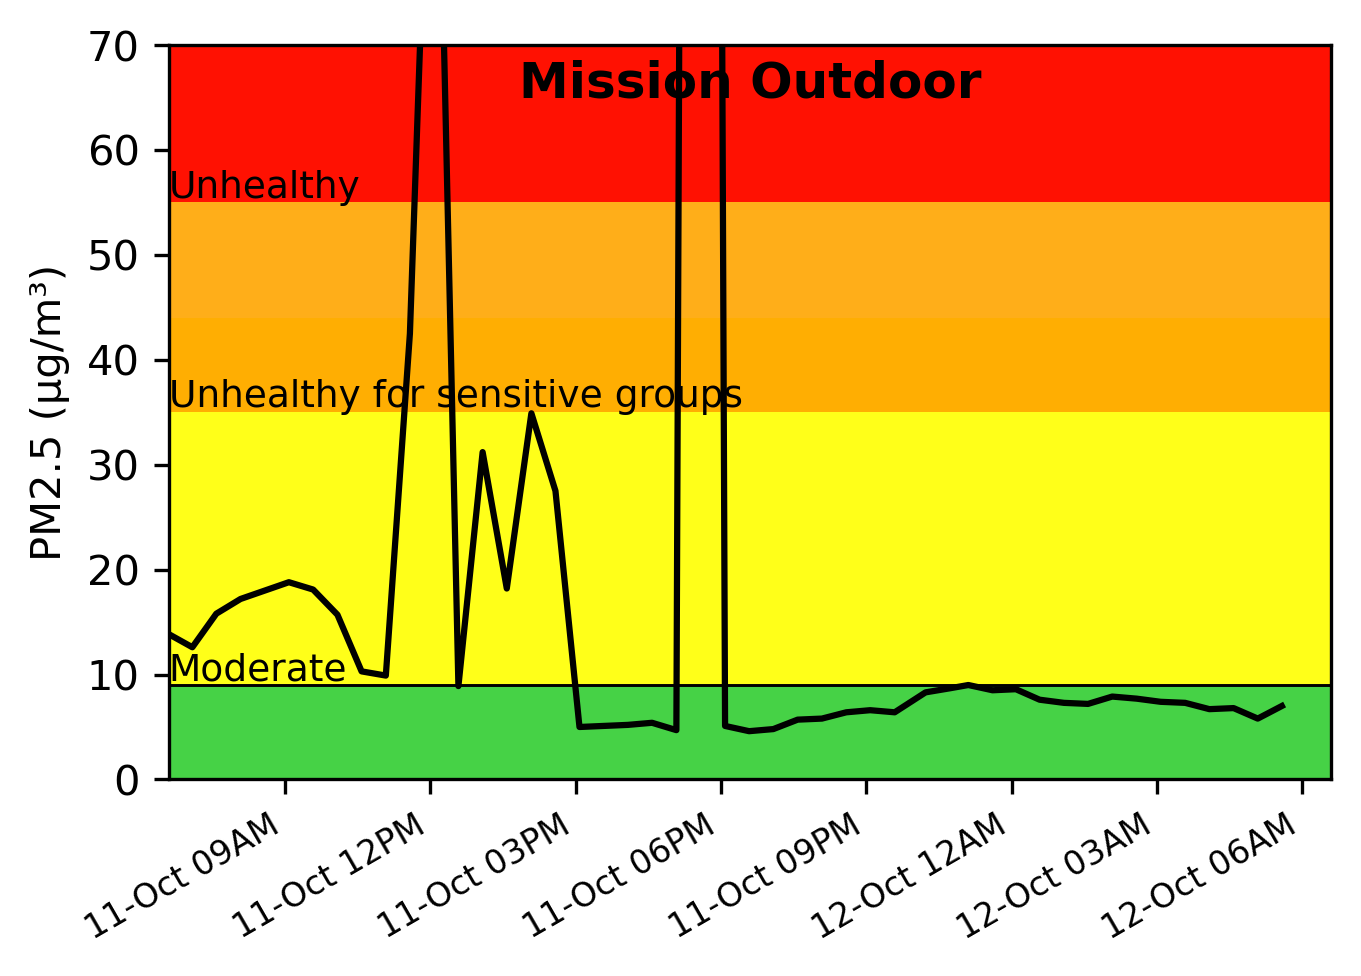 Mission Outdoor
PM2.5 (µg/m³)
70
60
50
40
30
20
10
0
Unhealthy
Unhealthy for sensitive groups
Moderate
11-Oct 09AM
11-Oct 12PM
11-Oct 03PM
11-Oct 06PM
11-Oct 09PM
12-Oct 12AM
12-Oct 03AM
12-Oct 06AM